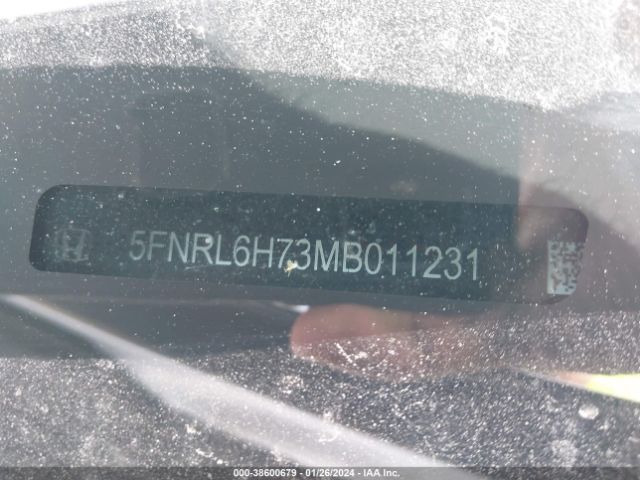 5FNRL6H73MB011231
000-38600679 - 01/26/2024 - IAA Inc.